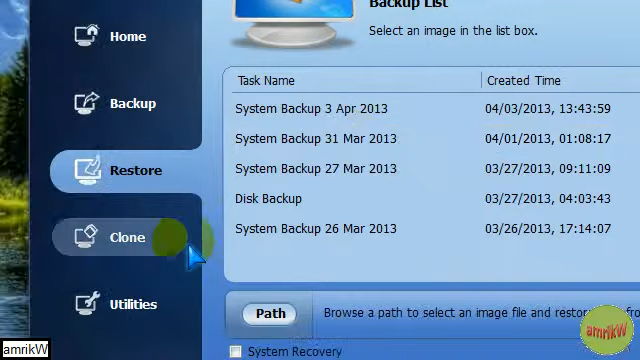 Backup List
Select an image in the list box.
Home
Backup
Restore
Clone
Utilities
Task Name Created Time
System Backup 3 Apr 2013 04/03/2013, 13:43:59
System Backup 31 Mar 2013 04/01/2013, 01:08:17
System Backup 27 Mar 2013 03/27/2013, 09:11:09
Disk Backup 03/27/2013, 04:03:43
System Backup 26 Mar 2013 03/26/2013, 17:14:07
Path Browse a path to select an image file and restor
System Recovery
amrikW
amrikW